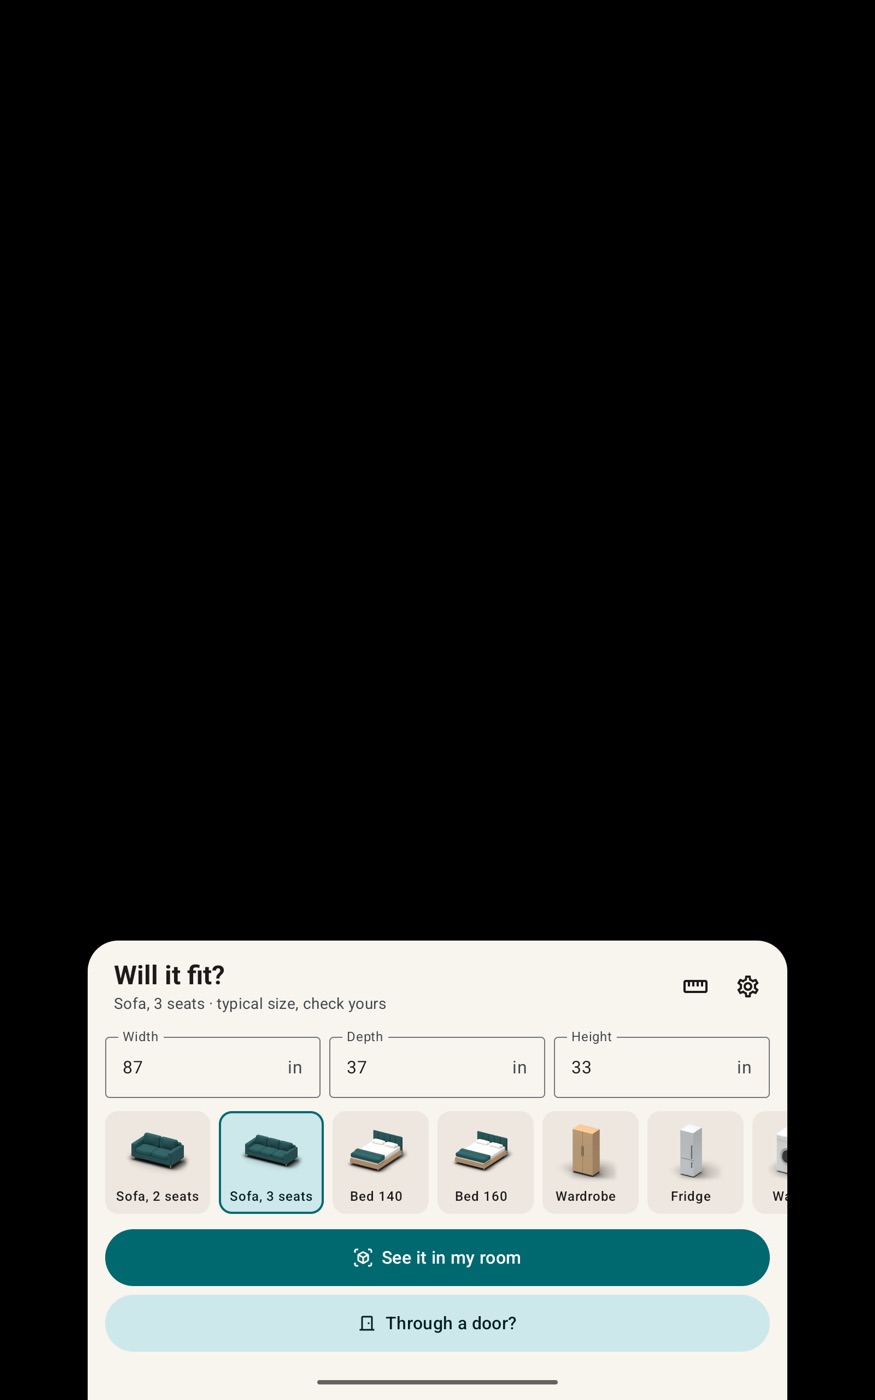 Will it fit?
Sofa, 3 seats · typical size, check yours
Width
87 in
Depth
37 in
Height
33 in
Sofa, 2 seats
Sofa, 3 seats
Bed 140
Bed 160
Wardrobe
Fridge
Wa
See it in my room
Through a door?